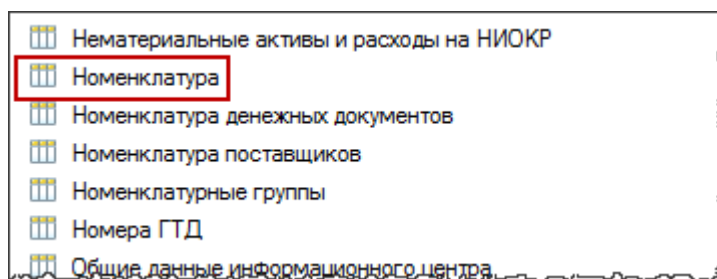 Нематериальные активы и расходы на НИОКР
Номенклатура
Номенклатура денежных документов
Номенклатура поставщиков
Номенклатурные группы
Номера ГТД
Общие данные информационного центра